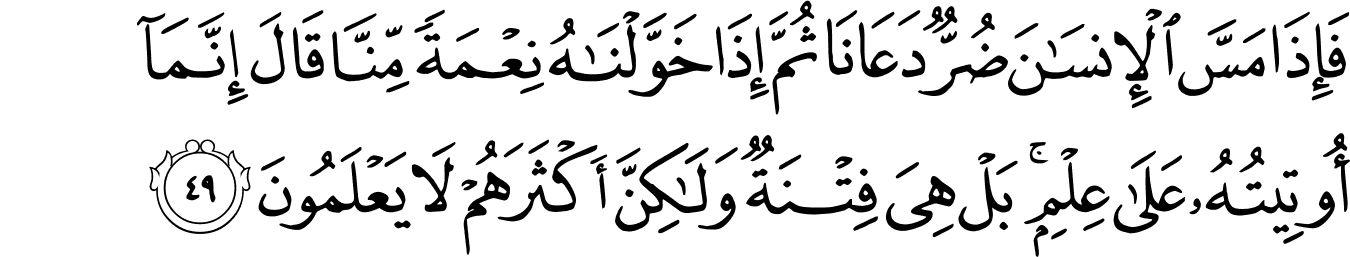 فَإِذَا مَسَّ ٱلْإِنسَـٰنَ ضُرٌّ دَعَانَا ثُمَّ إِذَا خَوَّلْنَـٰهُ نِعْمَةً مِّنَّا قَالَ إِنَّمَآ
أُوتِيتُهُۥ عَلَىٰ عِلْمٍۭ ۚ بَلْ هِىَ فِتْنَةٌ وَلَـٰكِنَّ أَكْثَرَهُمْ لَا يَعْلَمُونَ ٤٩